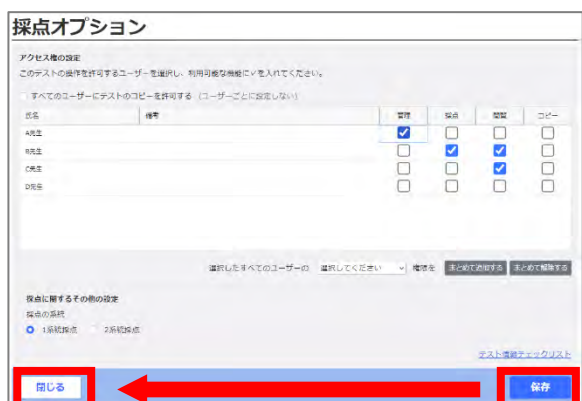 採点オプション
アクセス権の設定
このテストの操作を許可するユーザーを選択し、利用可能な機能に✓を入れてください。
すべてのユーザーにテストのコピーを許可する（ユーザーごとに設定しない）
氏名 備考 管理 採点 閲覧 コピー
A先生
B先生
C先生
D先生
選択したすべてのユーザーの 選択してください 権限を まとめて追加する まとめて解除する
採点に関するその他の設定
採点の系統
1系統採点 2系統採点
テスト情報チェックリスト
閉じる 保存